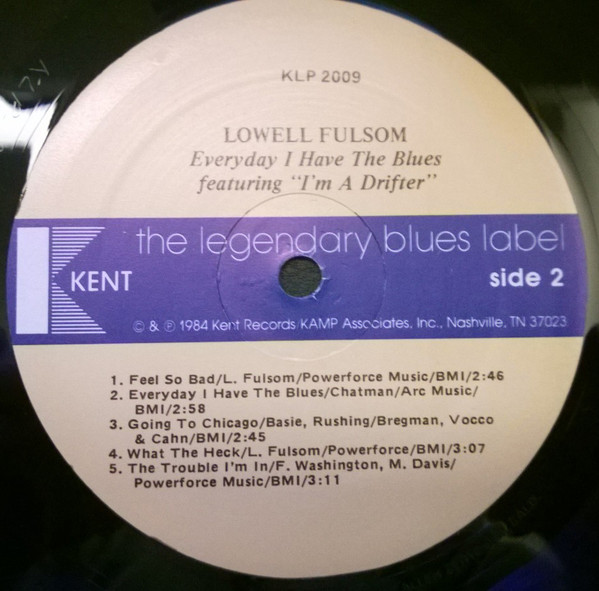 KLP 2009
LOWELL FULSOM
Everyday I Have The Blues
featuring "I'm A Drifter"
the legendary blues label
KENT
side 2
© & ℗ 1984 Kent Records KAMP Associates, Inc., Nashville, TN 37023
1. Feel So Bad/L. Fulsom/Powerforce Music/BMI/2:46
2. Everyday I Have The Blues/Chatman/Arc Music/
BMI/2:58
3. Going To Chicago/Basie, Rushing/Bregman, Vocco
& Cahn/BMI/2:45
4. What The Heck/L. Fulsom/Powerforce/BMI/3:07
5. The Trouble I'm In/F. Washington, M. Davis/
Powerforce Music/BMI/3:11